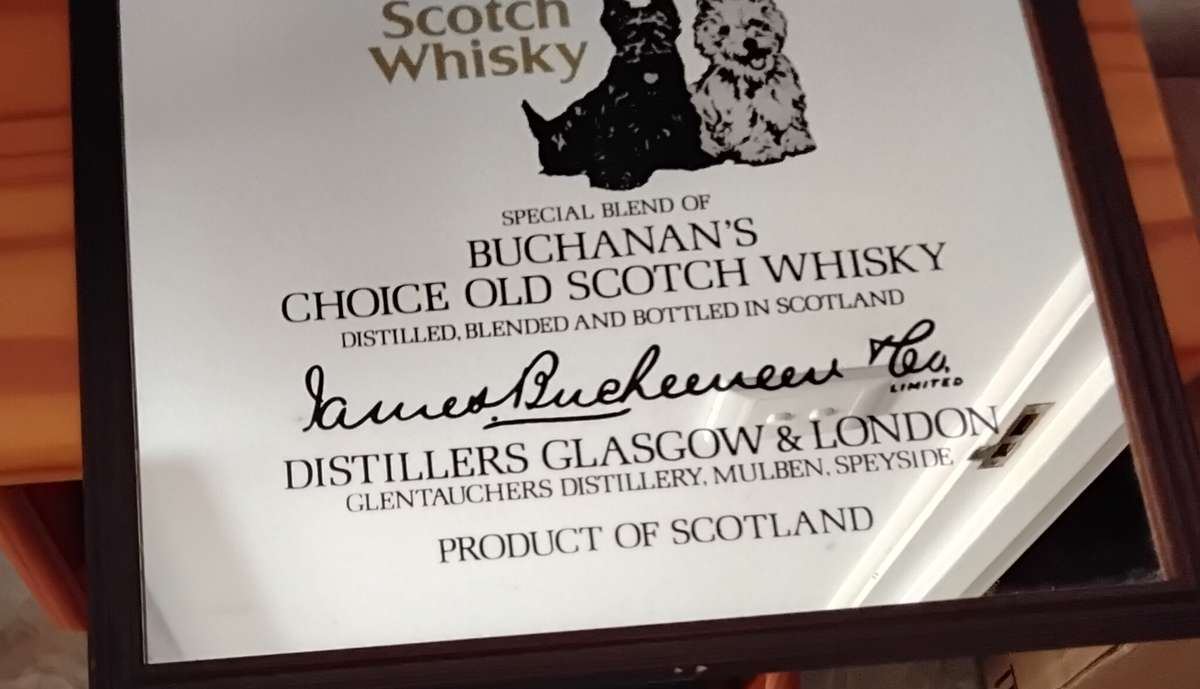 Scotch
Whisky
SPECIAL BLEND OF
BUCHANAN'S
CHOICE OLD SCOTCH WHISKY
DISTILLED, BLENDED AND BOTTLED IN SCOTLAND
James Buchanan & Co.
LIMITED
DISTILLERS GLASGOW & LONDON
GLENTAUCHERS DISTILLERY, MULBEN, SPEYSIDE
PRODUCT OF SCOTLAND